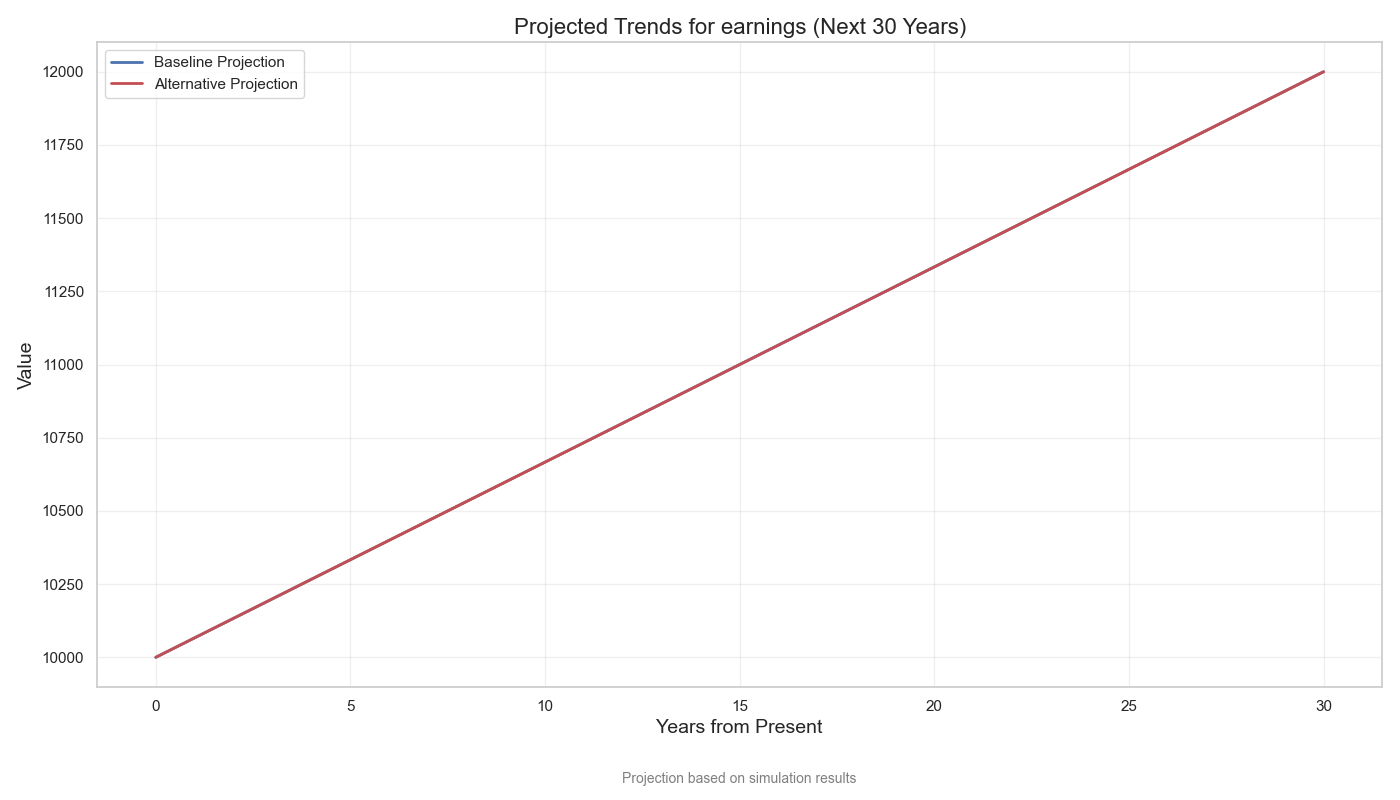 Projected Trends for earnings (Next 30 Years)
Baseline Projection
Alternative Projection
12000
11750
11500
11250
11000
10750
10500
10250
10000
Value
0 5 10 15 20 25 30
Years from Present
Projection based on simulation results